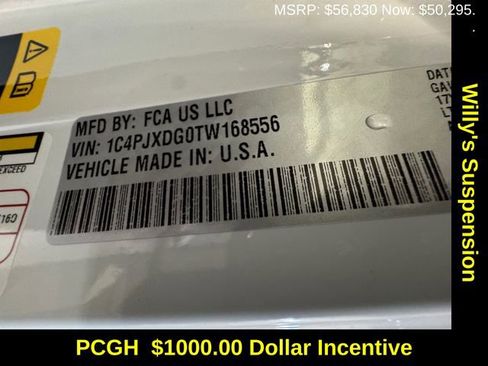 MSRP: $56,830 Now: $50,295.
.
MFD BY: FCA US LLC
VIN: 1C4PJXDG0TW168556
VEHICLE MADE IN: U.S.A.
EXCEED
Willy's Suspension
PCGH $1000.00 Dollar Incentive